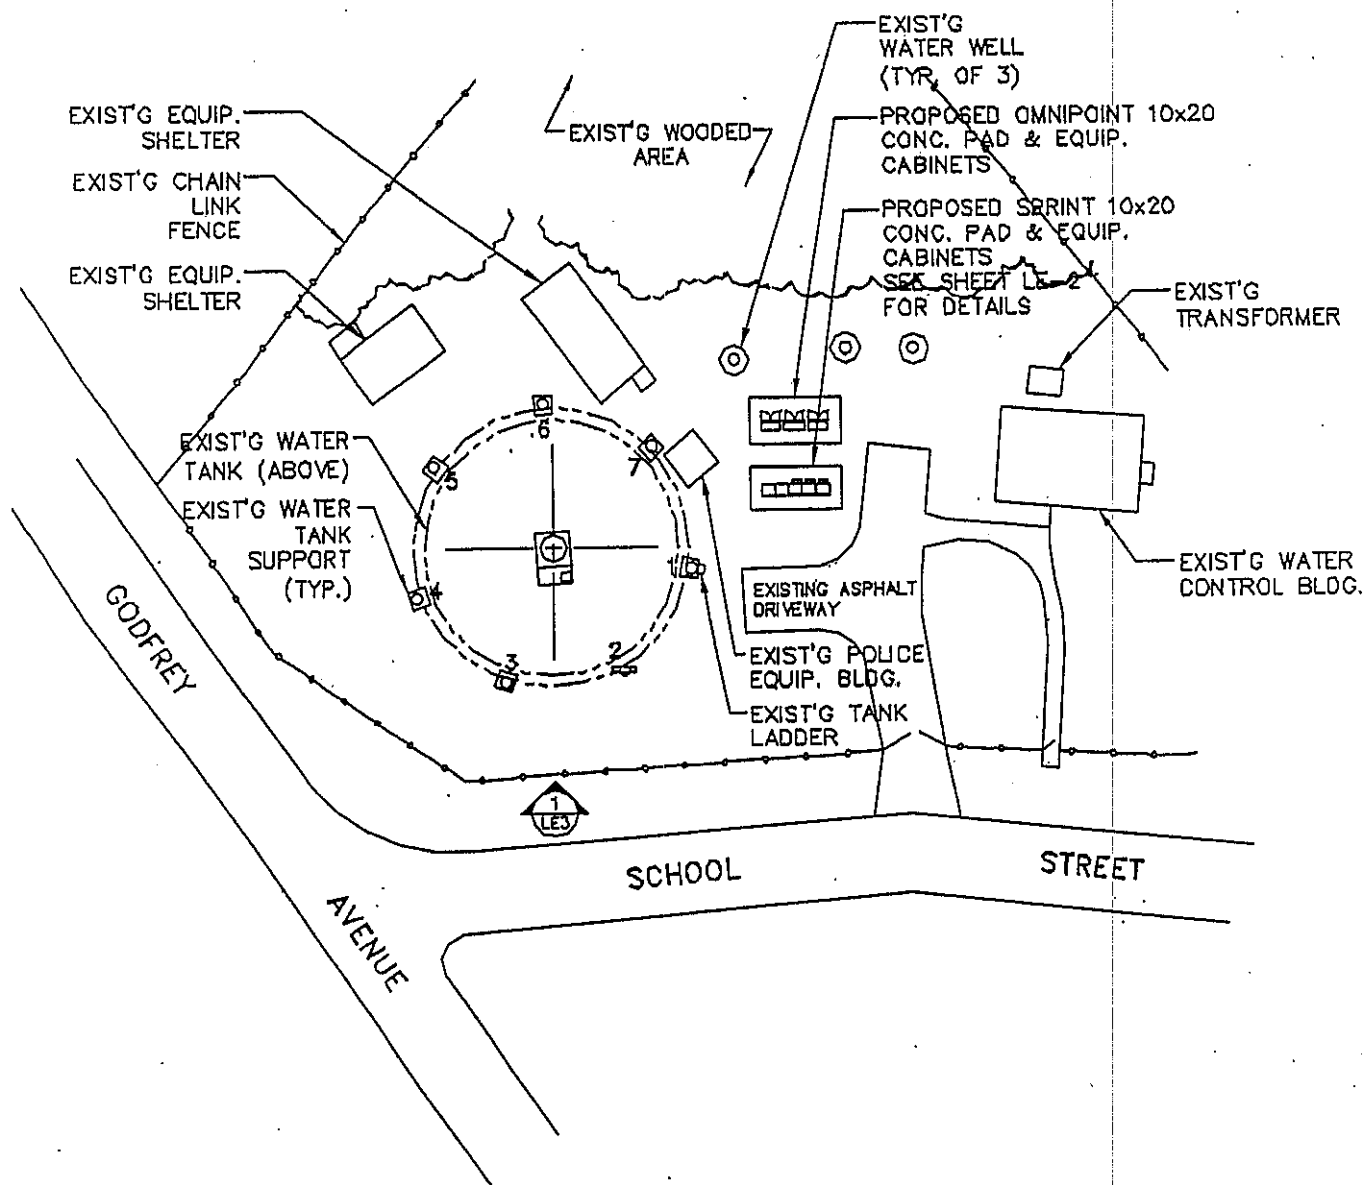 EXIST'G
WATER WELL
(TYP. OF 3)
EXIST'G EQUIP.
SHELTER
EXIST'G WOODED
AREA
PROPOSED OMNIPOINT 10x20
CONC. PAD & EQUIP.
CABINETS
EXIST'G CHAIN
LINK
FENCE
PROPOSED SPRINT 10x20
CONC. PAD & EQUIP.
CABINETS
SEE SHEET LE-2
FOR DETAILS
EXIST'G EQUIP.
SHELTER
EXIST'G
TRANSFORMER
EXIST'G WATER
TANK (ABOVE)
EXIST'G WATER
TANK
SUPPORT
(TYP.)
6
7
5
4
3
2
1
EXISTING ASPHALT
DRIVEWAY
EXIST'G WATER
CONTROL BLDG.
EXIST'G POLICE
EQUIP. BLDG.
EXIST'G TANK
LADDER
1
LE3
GODFREY
AVENUE
SCHOOL STREET